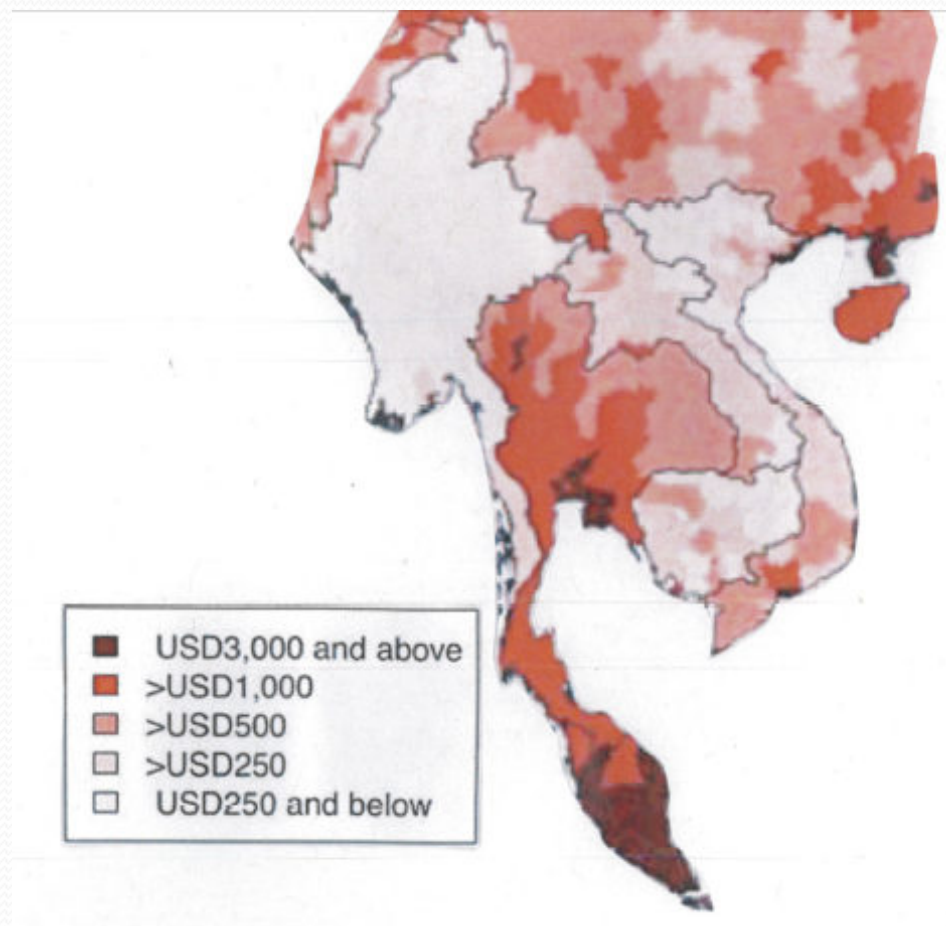 USD3,000 and above
>USD1,000
>USD500
>USD250
USD250 and below